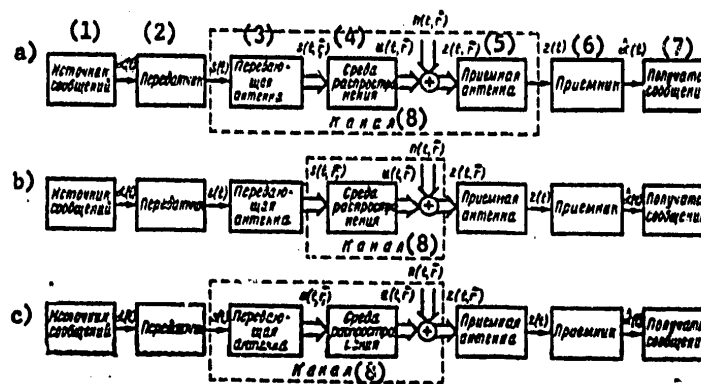 (1) (2) (3) (4) (5) (6) (7)
a) Источник сообщений α(t) Передатчик s(t) Передающая антенна s(t,r̄₁) Среда распространения u(t,r̄) n(t,r̄) + z(t,r̄) Приемная антенна z(t) Приемник α̂(t) Получатель сообщений
Канал (8)
b) Источник сообщений α(t) Передатчик s(t) Передающая антенна s(t,r̄₁) Среда распространения u(t,r̄) n(t,r̄) + z(t,r̄) Приемная антенна z(t) Приемник Получатель сообщений
Канал (8)
c) Источник сообщений Передатчик Передающая антенна Среда распространения n(t,r̄) + z(t,r̄) Приемная антенна z(t) Приемник Получатель сообщений
Канал (8)